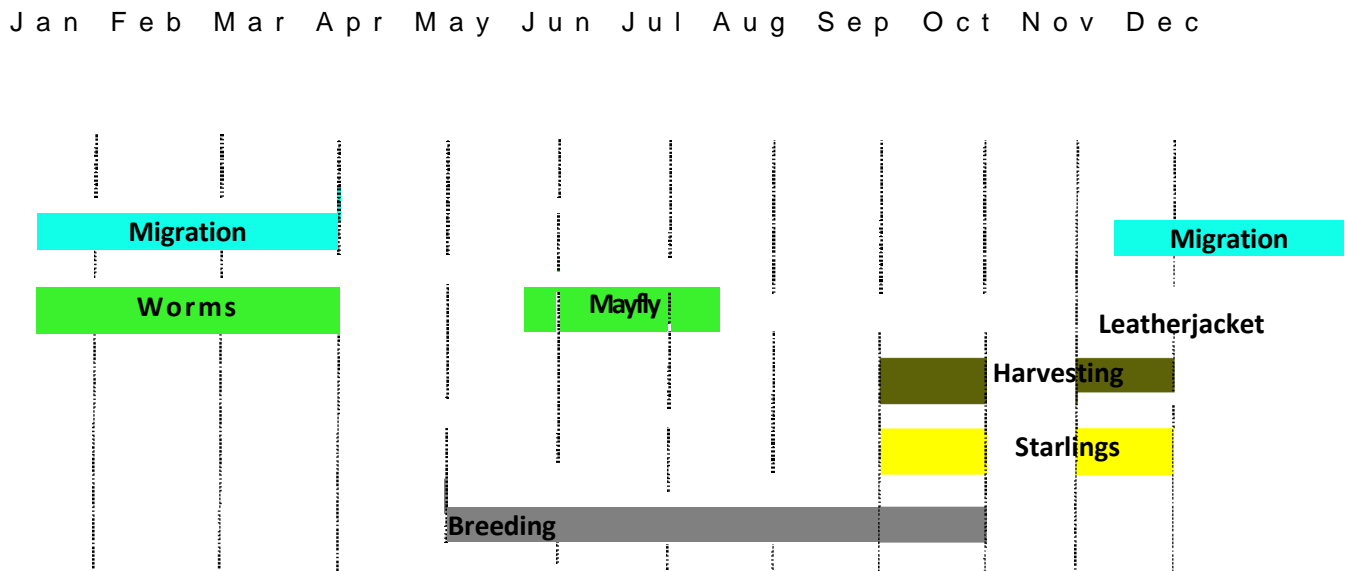 Jan Feb Mar Apr May Jun Jul Aug Sep Oct Nov Dec
Migration Migration
Worms Mayfly
Leatherjacket
Harvesting
Starlings
Breeding